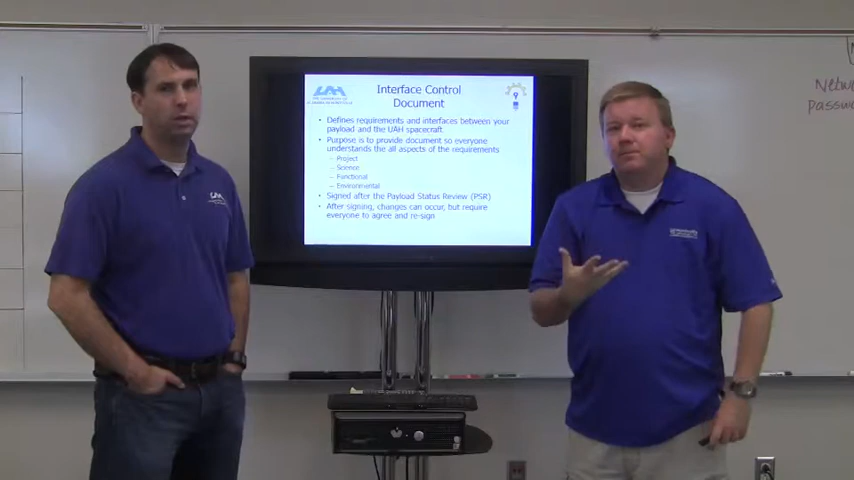 UAH
Interface Control
Document
• Defines requirements and interfaces between your
payload and the UAH spacecraft
• Purpose is to provide document so everyone
understands the all aspects of the requirements
– Project
– Science
– Functional
– Environmental
• Signed after the Payload Status Review (PSR)
• After signing, changes can occur, but require
everyone to agree and re-sign